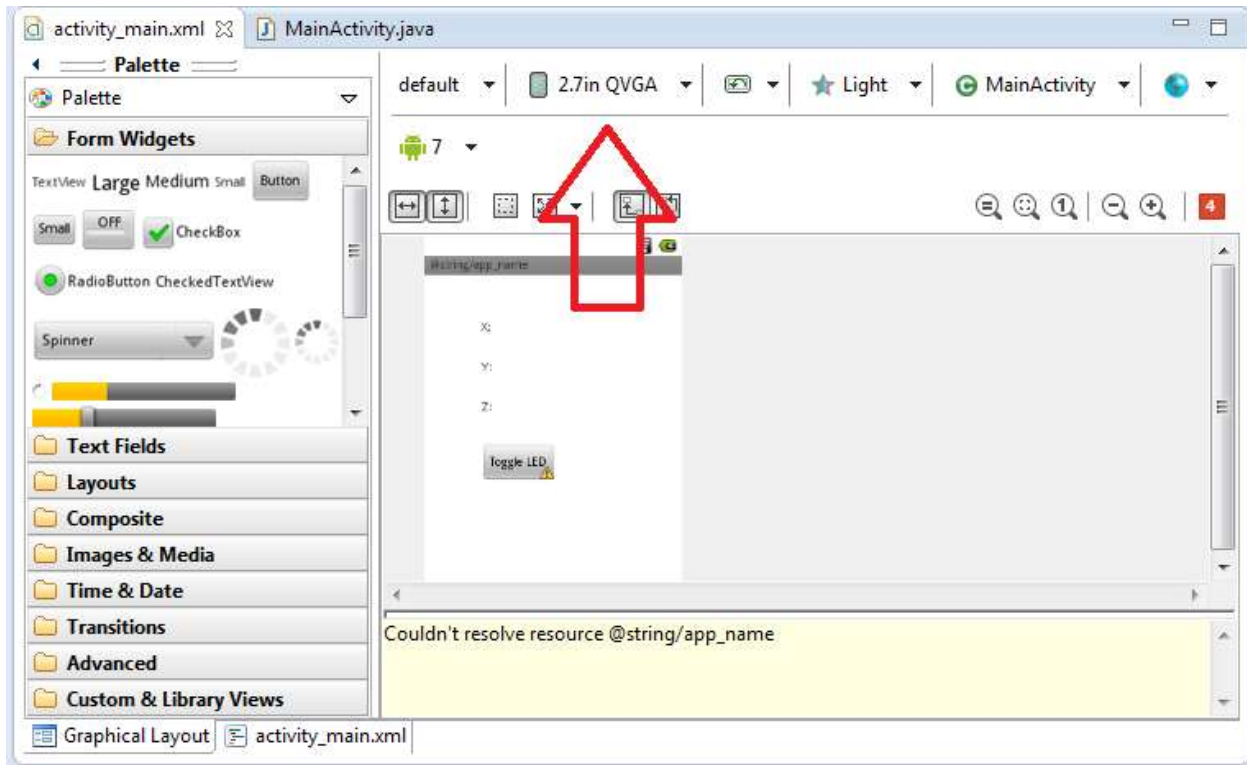 activity_main.xml MainActivity.java
Palette
Palette
Form Widgets
TextView Large Medium Small Button
Small OFF CheckBox
RadioButton CheckedTextView
Spinner
Text Fields
Layouts
Composite
Images & Media
Time & Date
Transitions
Advanced
Custom & Library Views
default 2.7in QVGA Light MainActivity
7
1 4
@string/app_name
X:
Y:
Z:
Toggle LED
Couldn't resolve resource @string/app_name
Graphical Layout activity_main.xml